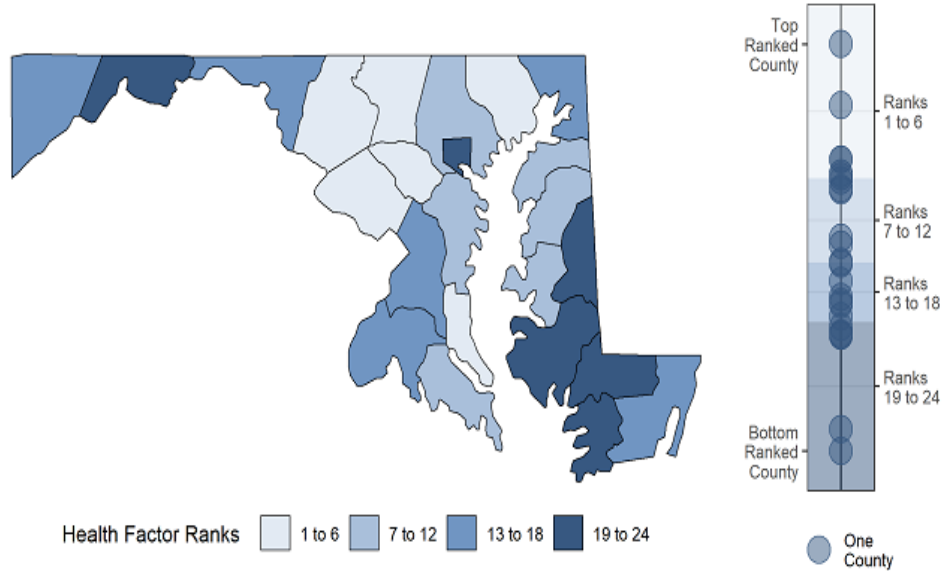 Top
Ranked
County
Ranks
1 to 6
Ranks
7 to 12
Ranks
13 to 18
Ranks
19 to 24
Bottom
Ranked
County
Health Factor Ranks
1 to 6
7 to 12
13 to 18
19 to 24
One
County